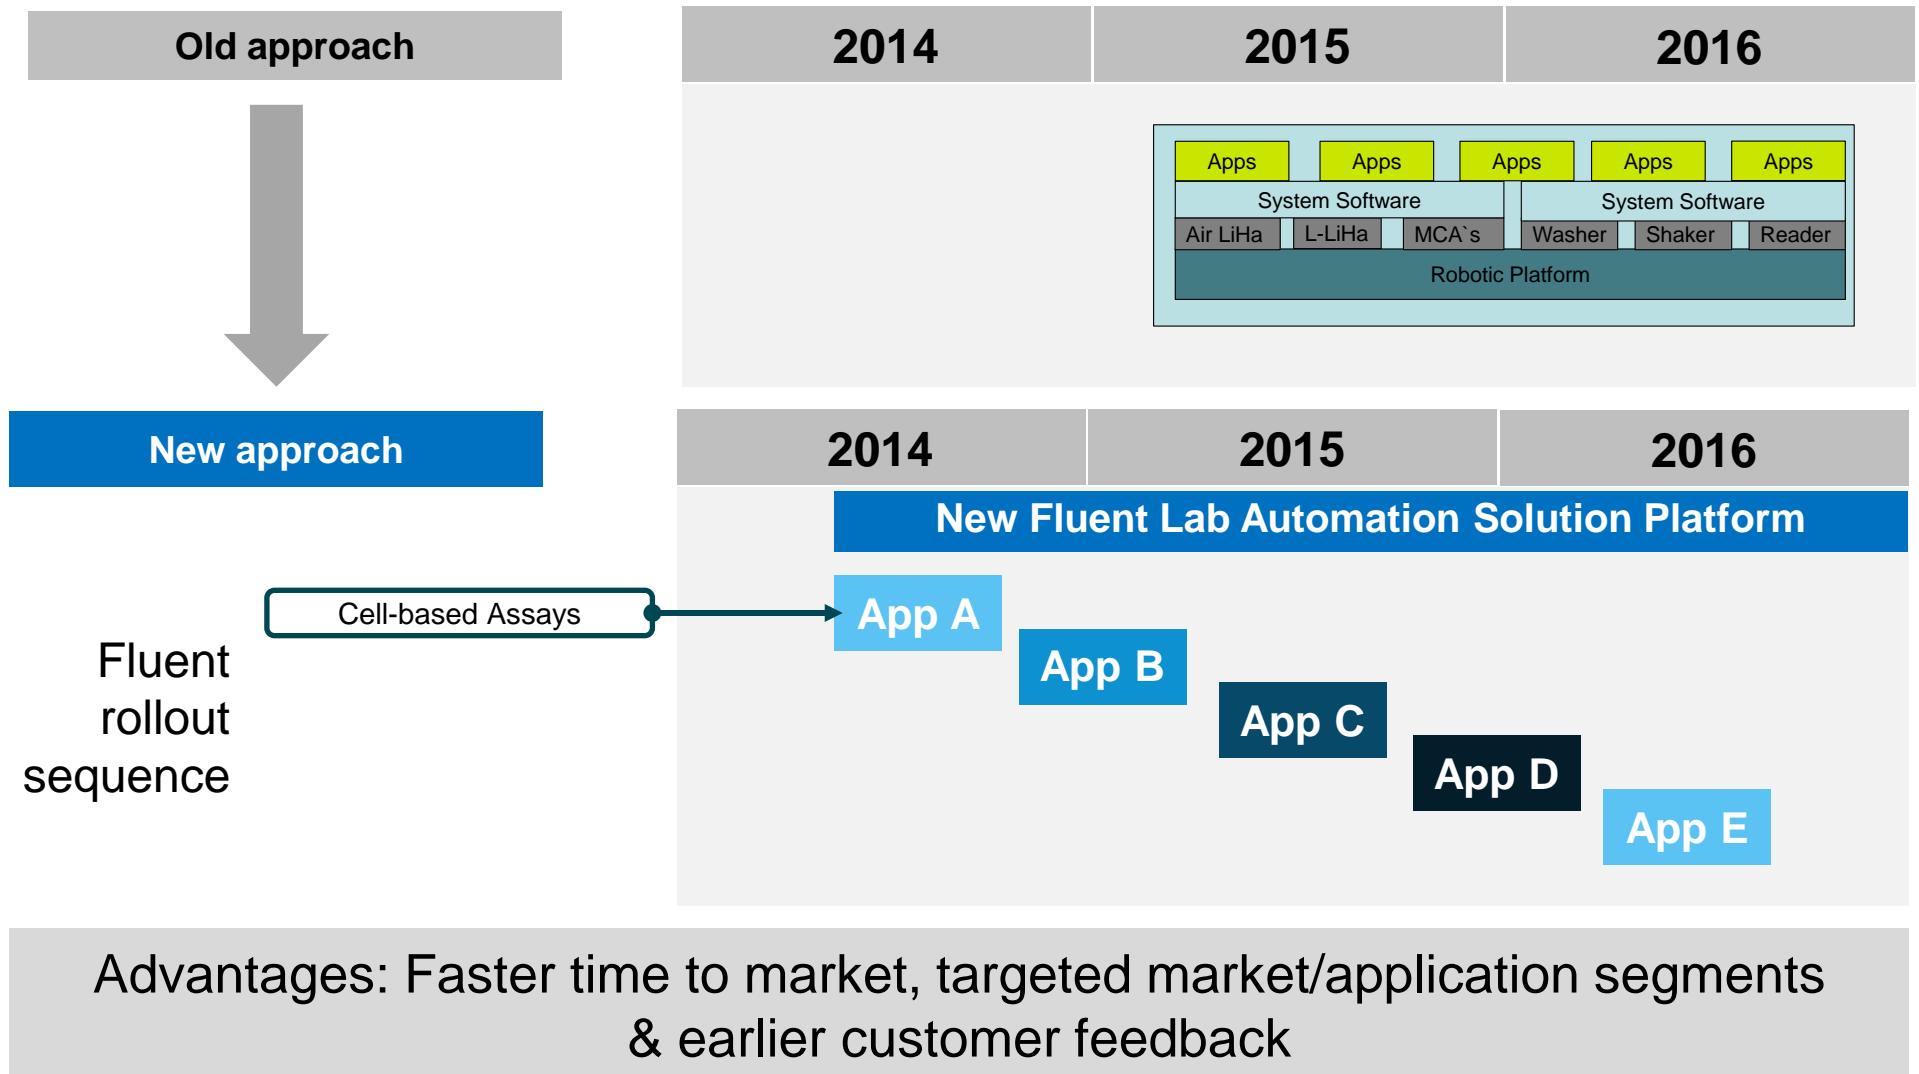 Old approach
2014 2015 2016
Apps Apps Apps Apps Apps
System Software System Software
Air LiHa L-LiHa MCA`s Washer Shaker Reader
Robotic Platform
New approach
2014 2015 2016
New Fluent Lab Automation Solution Platform
Cell-based Assays
App A
Fluent
rollout
sequence
App B
App C
App D
App E
Advantages: Faster time to market, targeted market/application segments
& earlier customer feedback